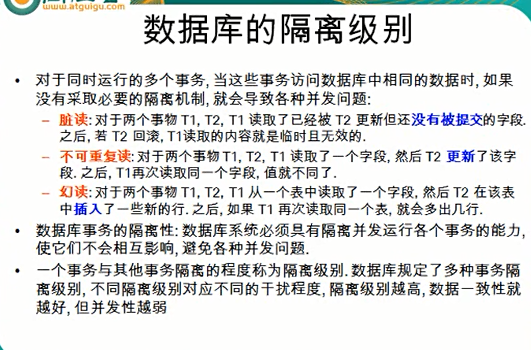 www.atguigu.com
数据库的隔离级别
• 对于同时运行的多个事务, 当这些事务访问数据库中相同的数据时, 如果
没有采取必要的隔离机制, 就会导致各种并发问题:
– 脏读: 对于两个事物 T1, T2, T1 读取了已经被 T2 更新但还没有被提交的字段.
之后, 若 T2 回滚, T1读取的内容就是临时且无效的.
– 不可重复读: 对于两个事物 T1, T2, T1 读取了一个字段, 然后 T2 更新了该字
段. 之后, T1再次读取同一个字段, 值就不同了.
– 幻读: 对于两个事物 T1, T2, T1 从一个表中读取了一个字段, 然后 T2 在该表
中插入了一些新的行. 之后, 如果 T1 再次读取同一个表, 就会多出几行.
• 数据库事务的隔离性: 数据库系统必须具有隔离并发运行各个事务的能力,
使它们不会相互影响, 避免各种并发问题.
• 一个事务与其他事务隔离的程度称为隔离级别. 数据库规定了多种事务隔
离级别, 不同隔离级别对应不同的干扰程度, 隔离级别越高, 数据一致性就
越好, 但并发性越弱